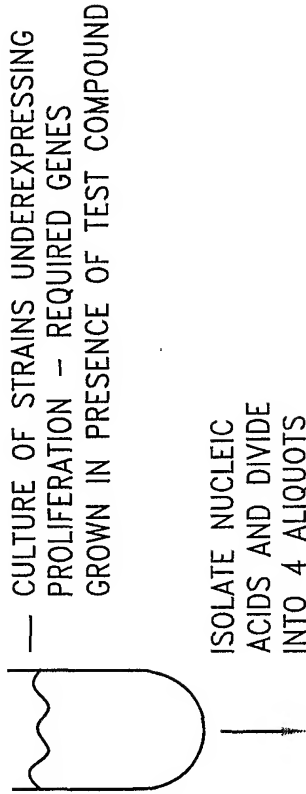 — CULTURE OF STRAINS UNDEREXPRESSING
PROLIFERATION – REQUIRED GENES
GROWN IN PRESENCE OF TEST COMPOUND
ISOLATE NUCLEIC
ACIDS AND DIVIDE
INTO 4 ALIQUOTS